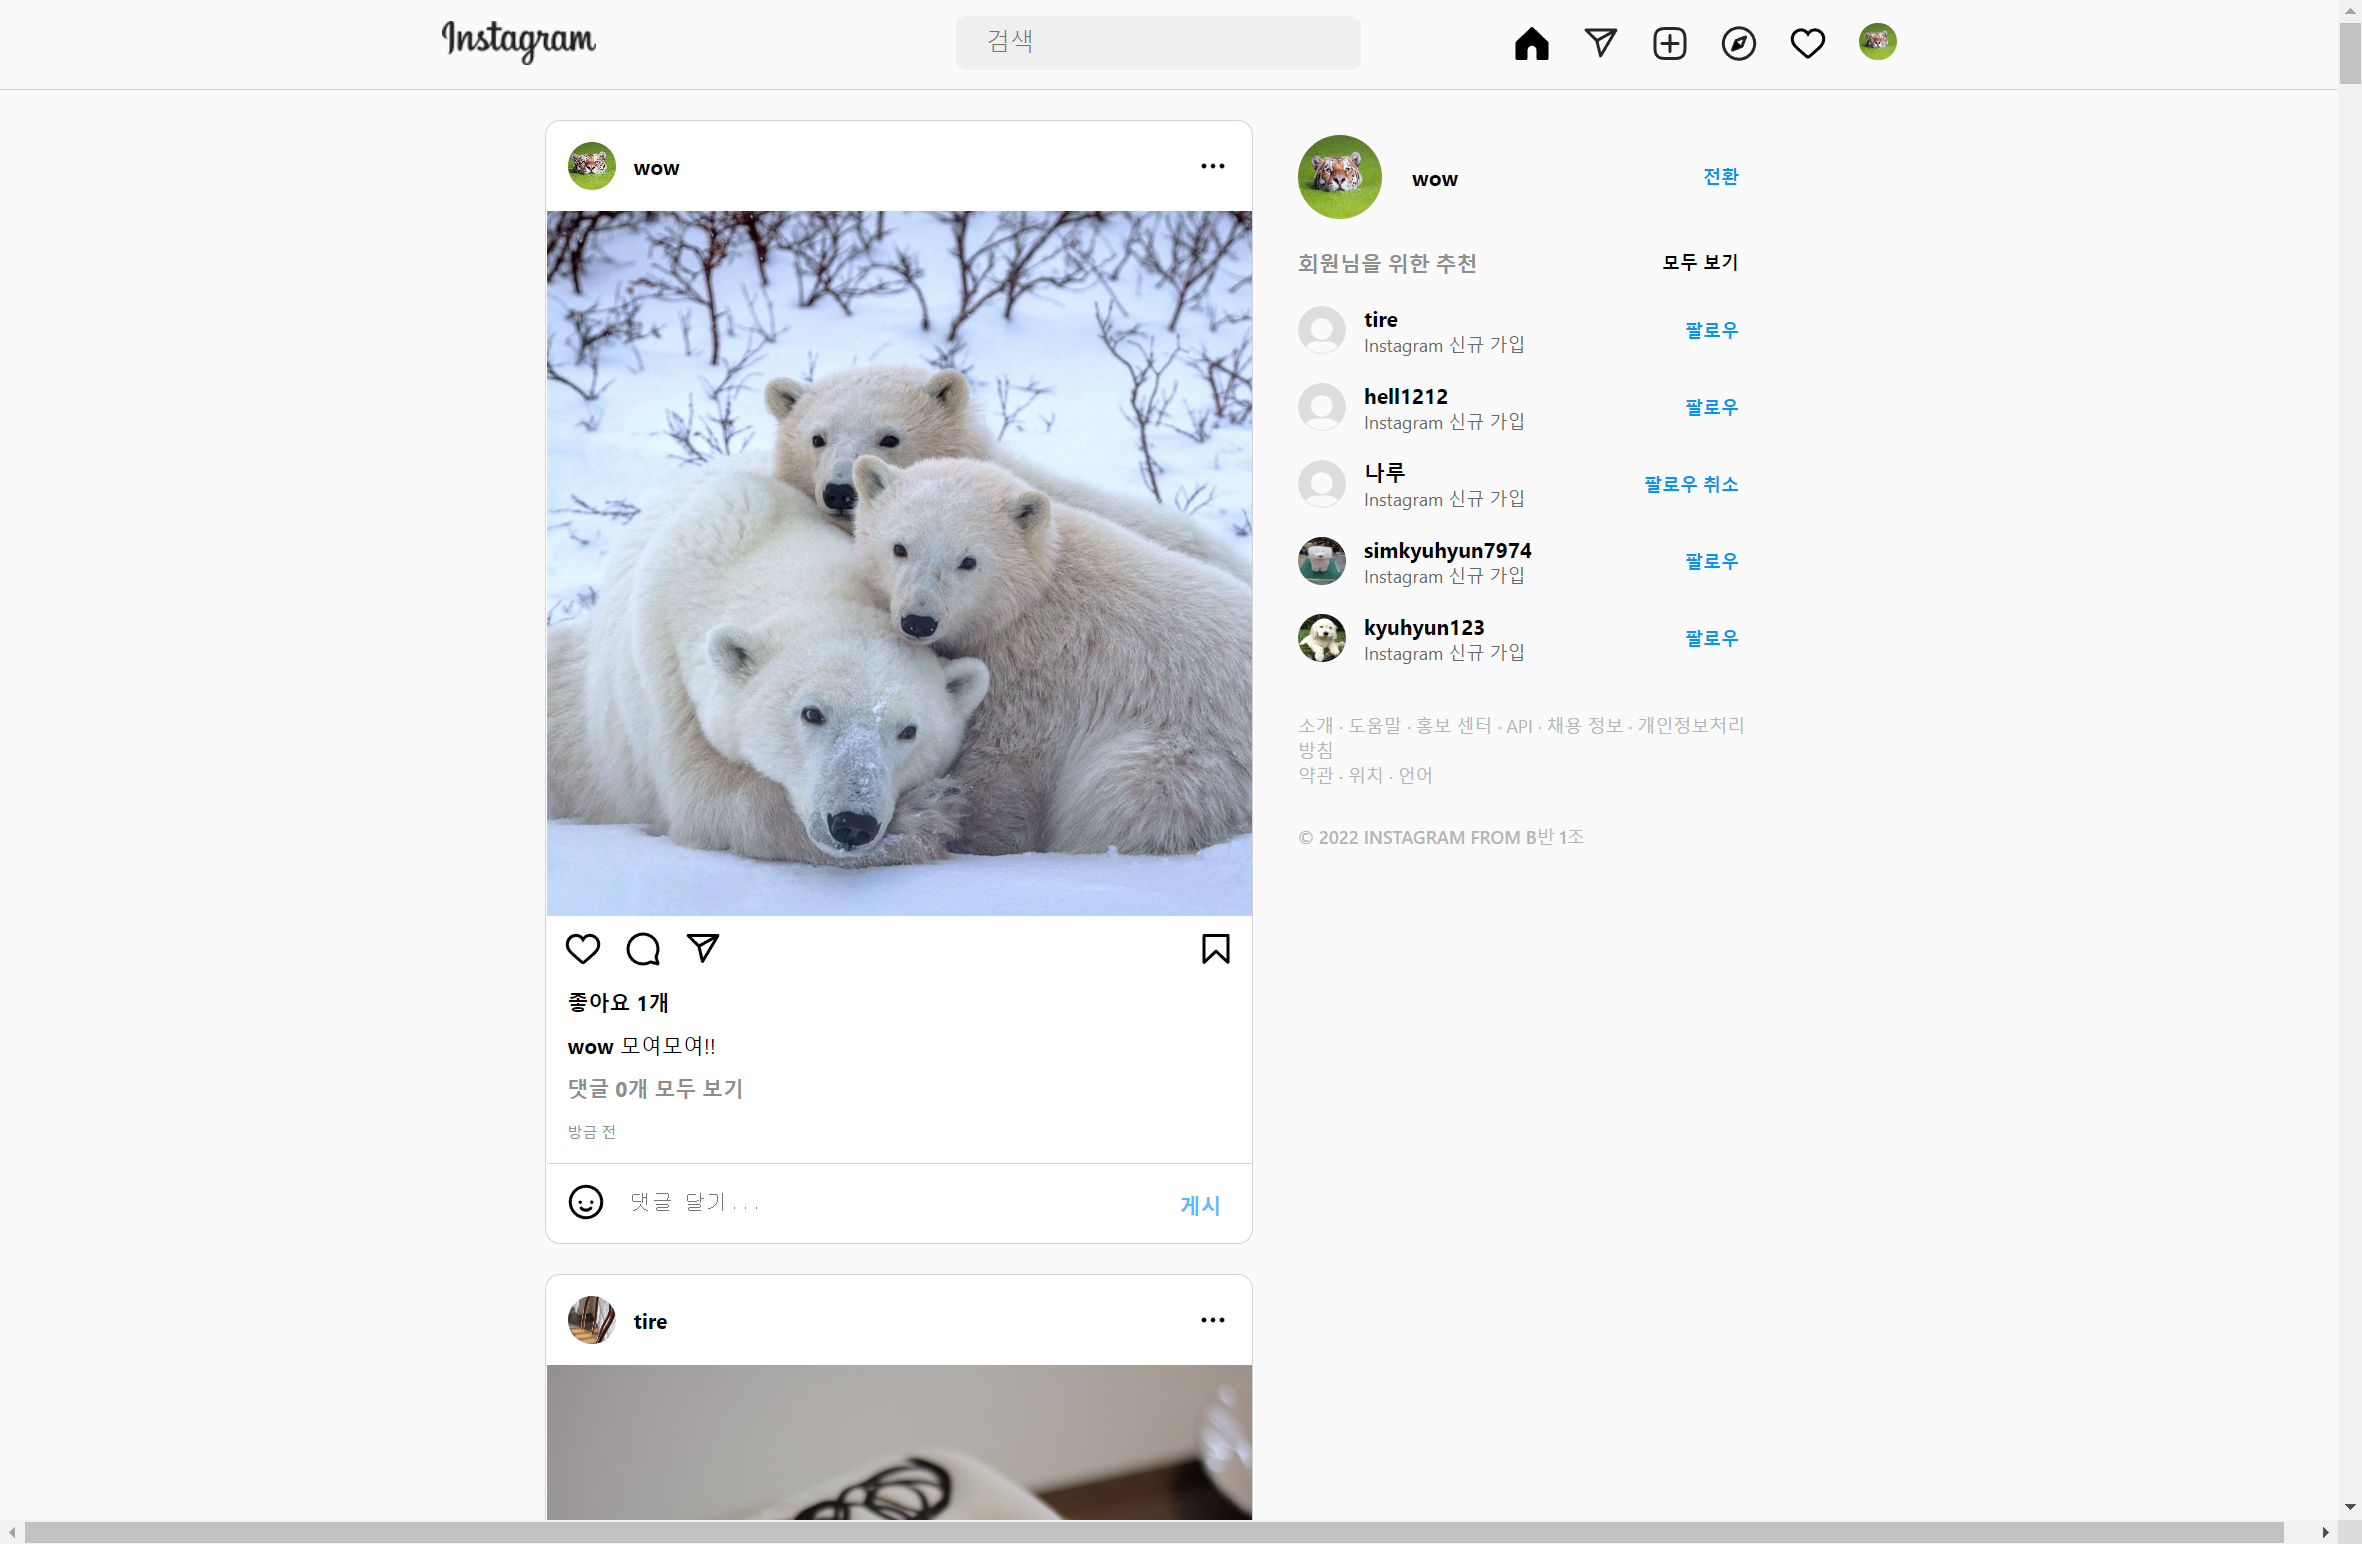 Instagram
검색
wow
wow
전환
회원님을 위한 추천
모두 보기
tire
Instagram 신규 가입
팔로우
hell1212
Instagram 신규 가입
팔로우
나루
Instagram 신규 가입
팔로우 취소
simkyuhyun7974
Instagram 신규 가입
팔로우
kyuhyun123
Instagram 신규 가입
팔로우
소개 · 도움말 · 홍보 센터 · API · 채용 정보 · 개인정보처리
방침
약관 · 위치 · 언어
© 2022 INSTAGRAM FROM B반 1조
좋아요 1개
wow 모여모여!!
댓글 0개 모두 보기
방금 전
댓글 달기...
게시
tire